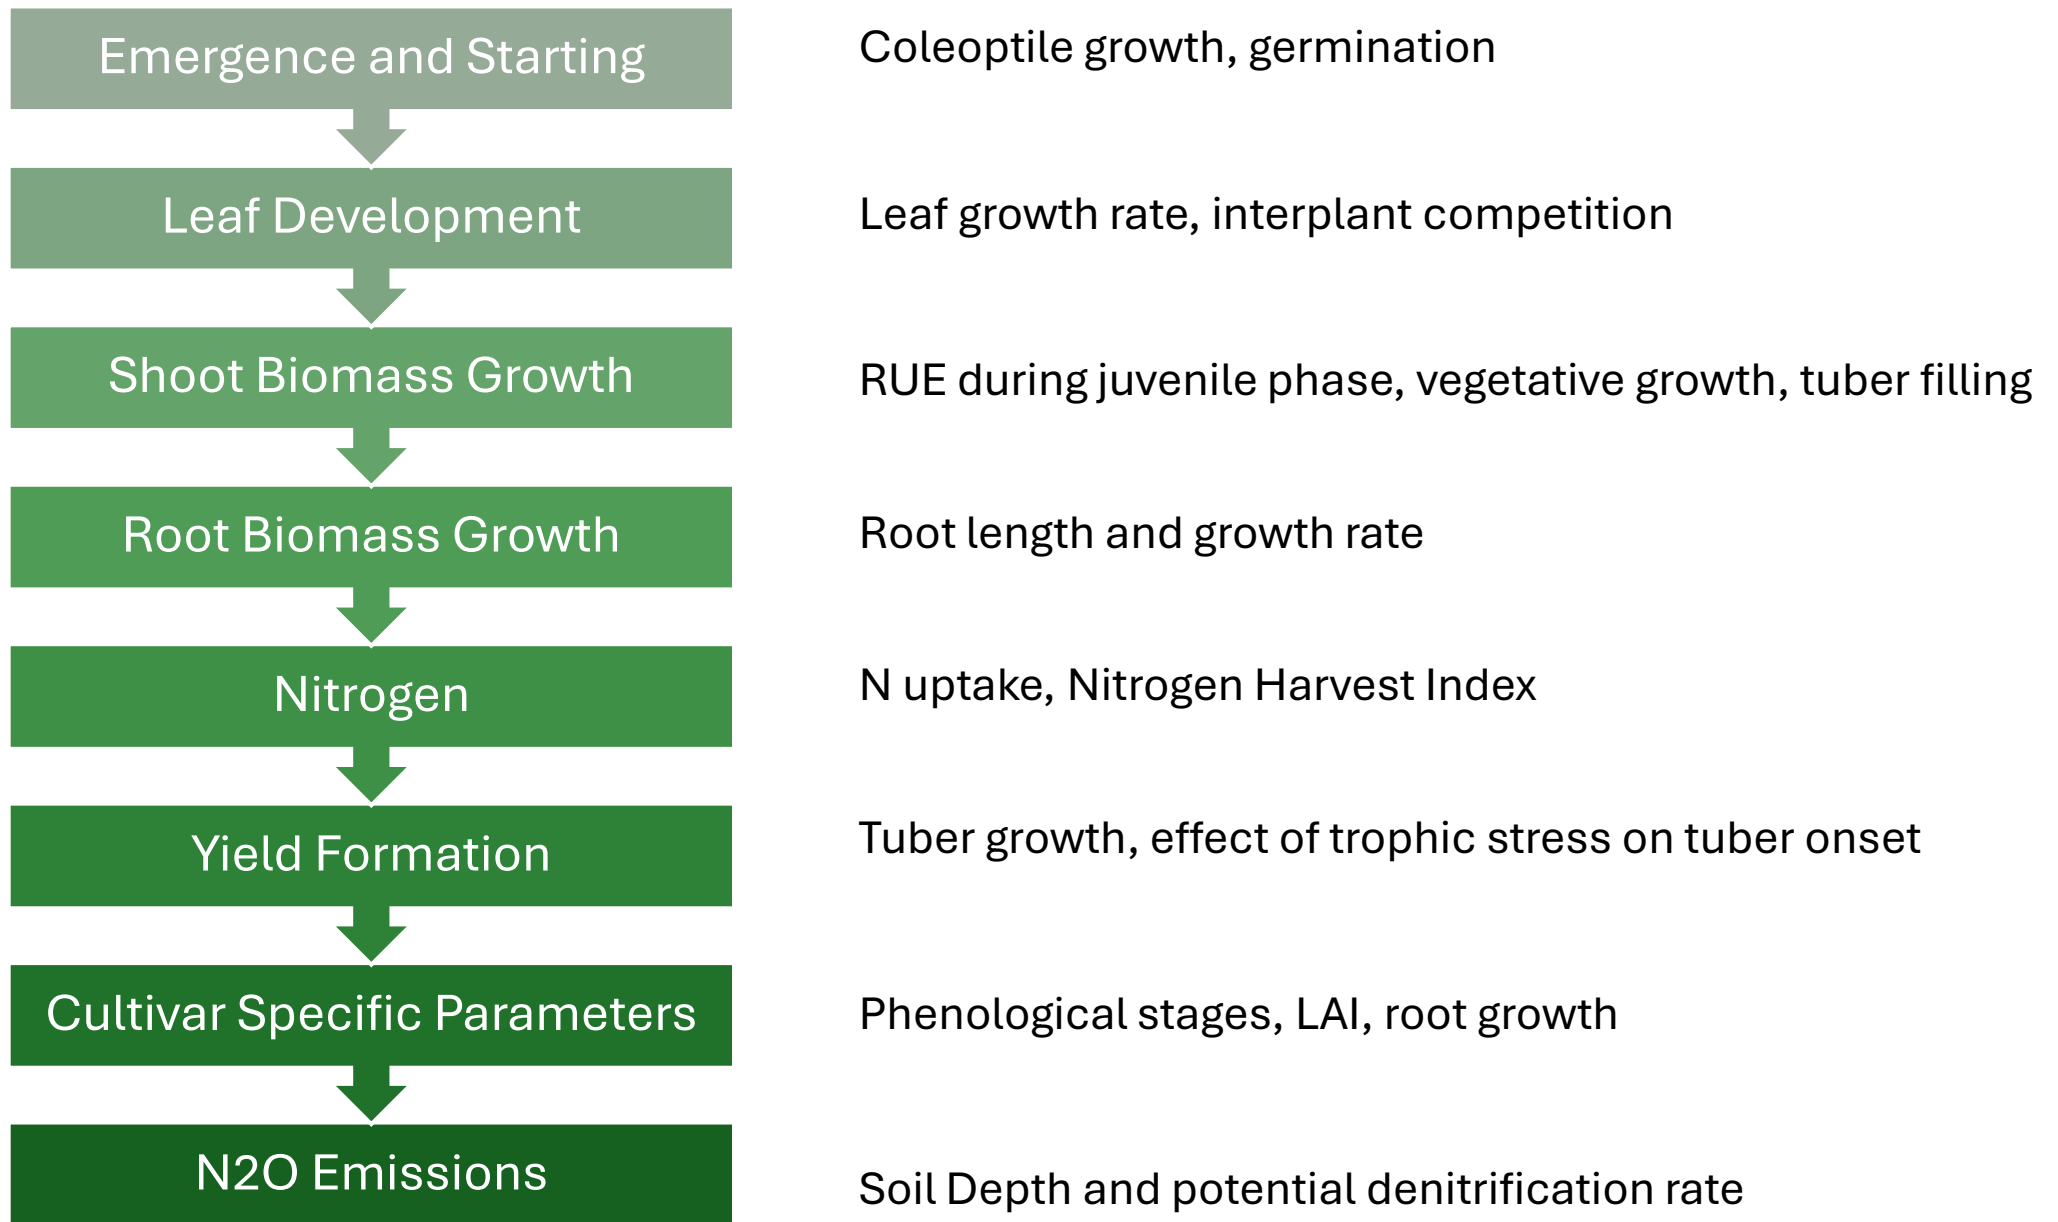 Emergence and Starting
Coleoptile growth, germination
Leaf Development
Leaf growth rate, interplant competition
Shoot Biomass Growth
RUE during juvenile phase, vegetative growth, tuber filling
Root Biomass Growth
Root length and growth rate
Nitrogen
N uptake, Nitrogen Harvest Index
Yield Formation
Tuber growth, effect of trophic stress on tuber onset
Cultivar Specific Parameters
Phenological stages, LAI, root growth
N2O Emissions
Soil Depth and potential denitrification rate